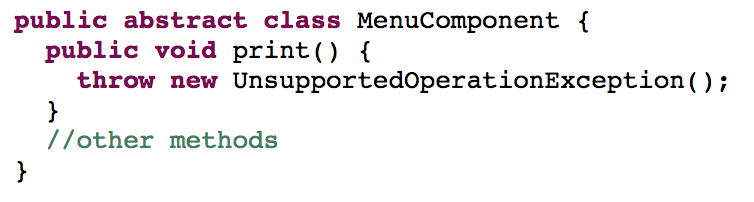 public abstract class MenuComponent {
  public void print() {
    throw new UnsupportedOperationException();
  }
  //other methods
}